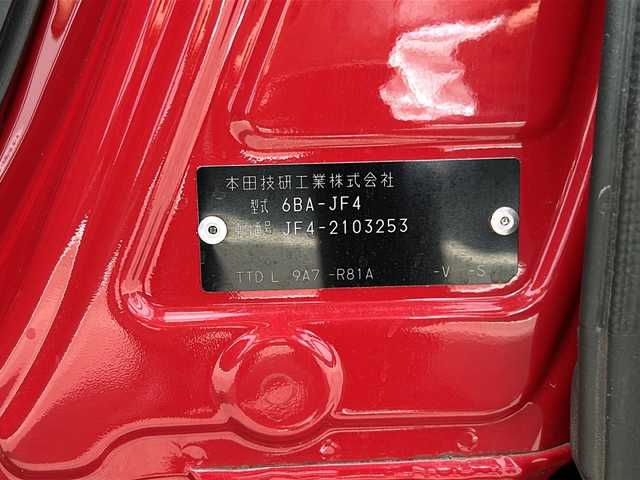 本田技研工業株式会社
型式 6BA-JF4
車台番号 JF4-2103253
TTD L 9A7 -R81A -V -S